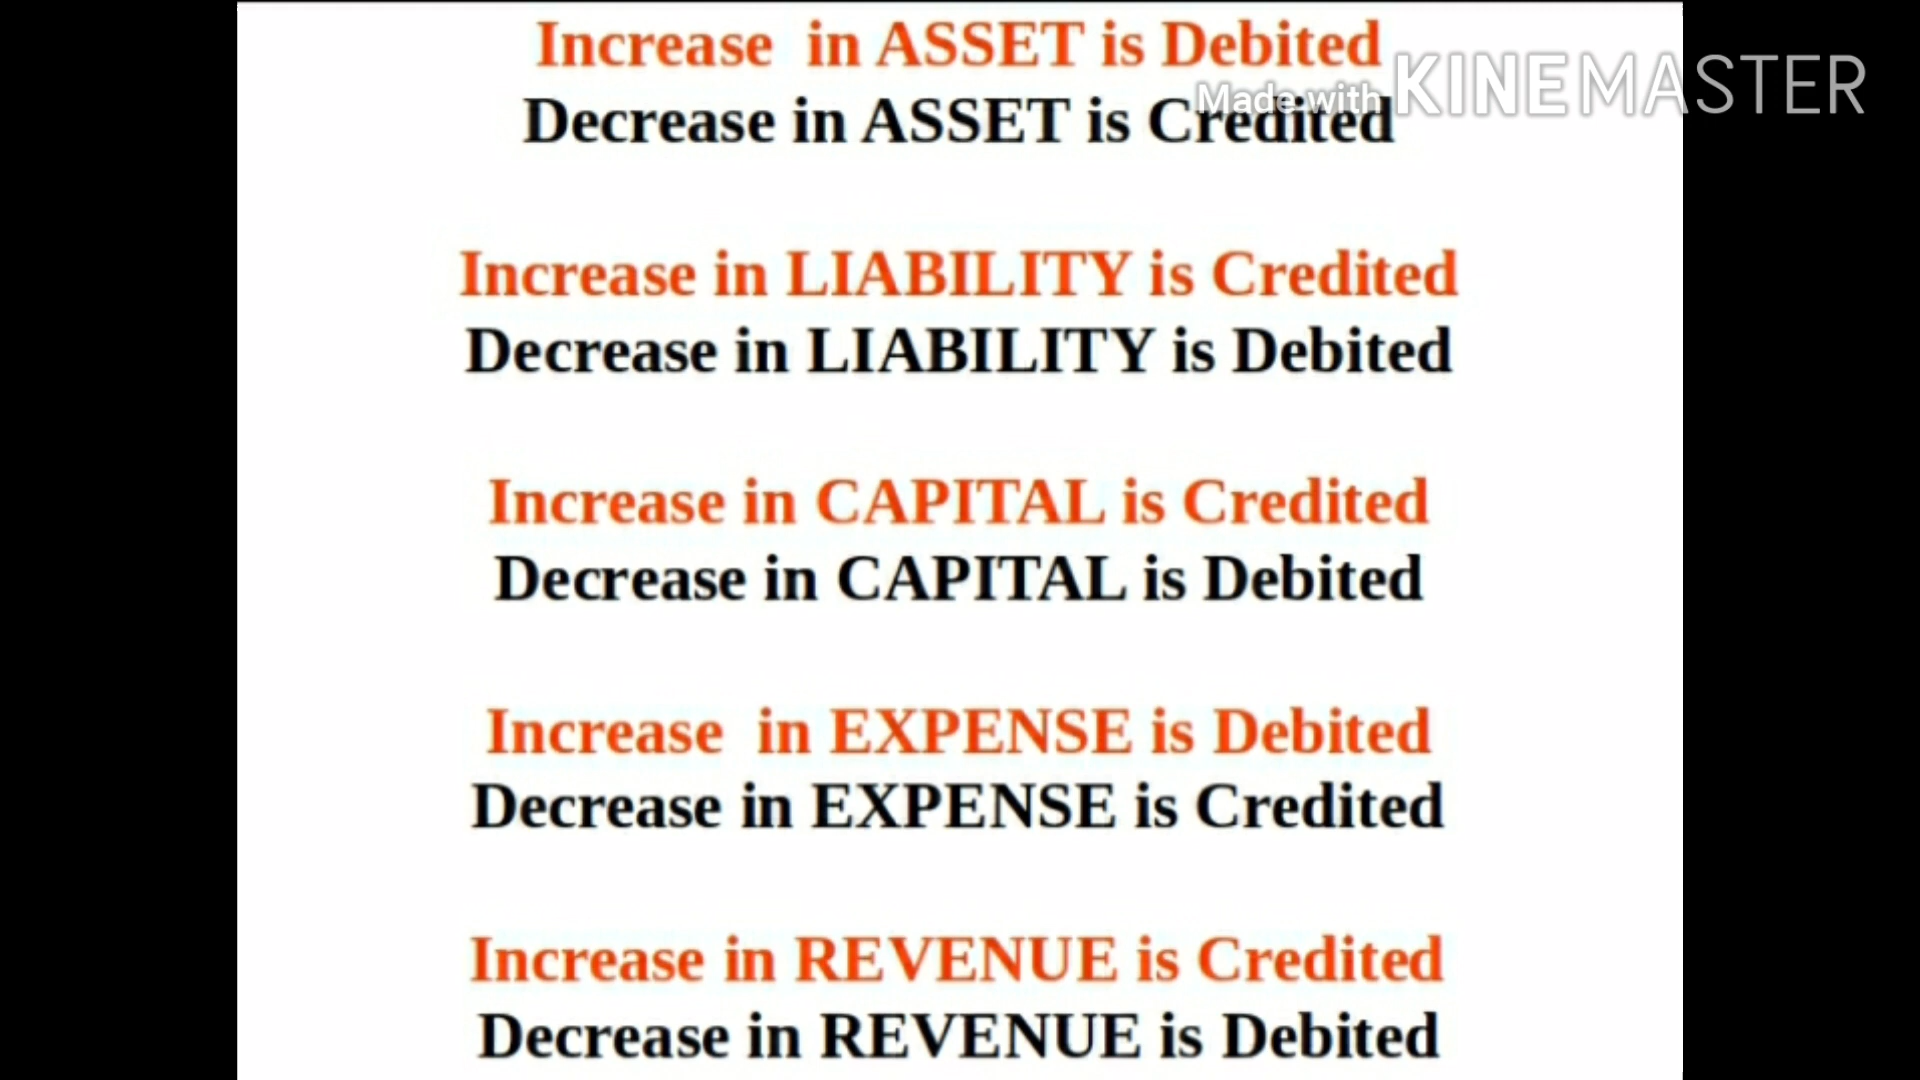 Increase in ASSET is Debited
Made with KINEMASTER
Decrease in ASSET is Credited
Increase in LIABILITY is Credited
Decrease in LIABILITY is Debited
Increase in CAPITAL is Credited
Decrease in CAPITAL is Debited
Increase in EXPENSE is Debited
Decrease in EXPENSE is Credited
Increase in REVENUE is Credited
Decrease in REVENUE is Debited